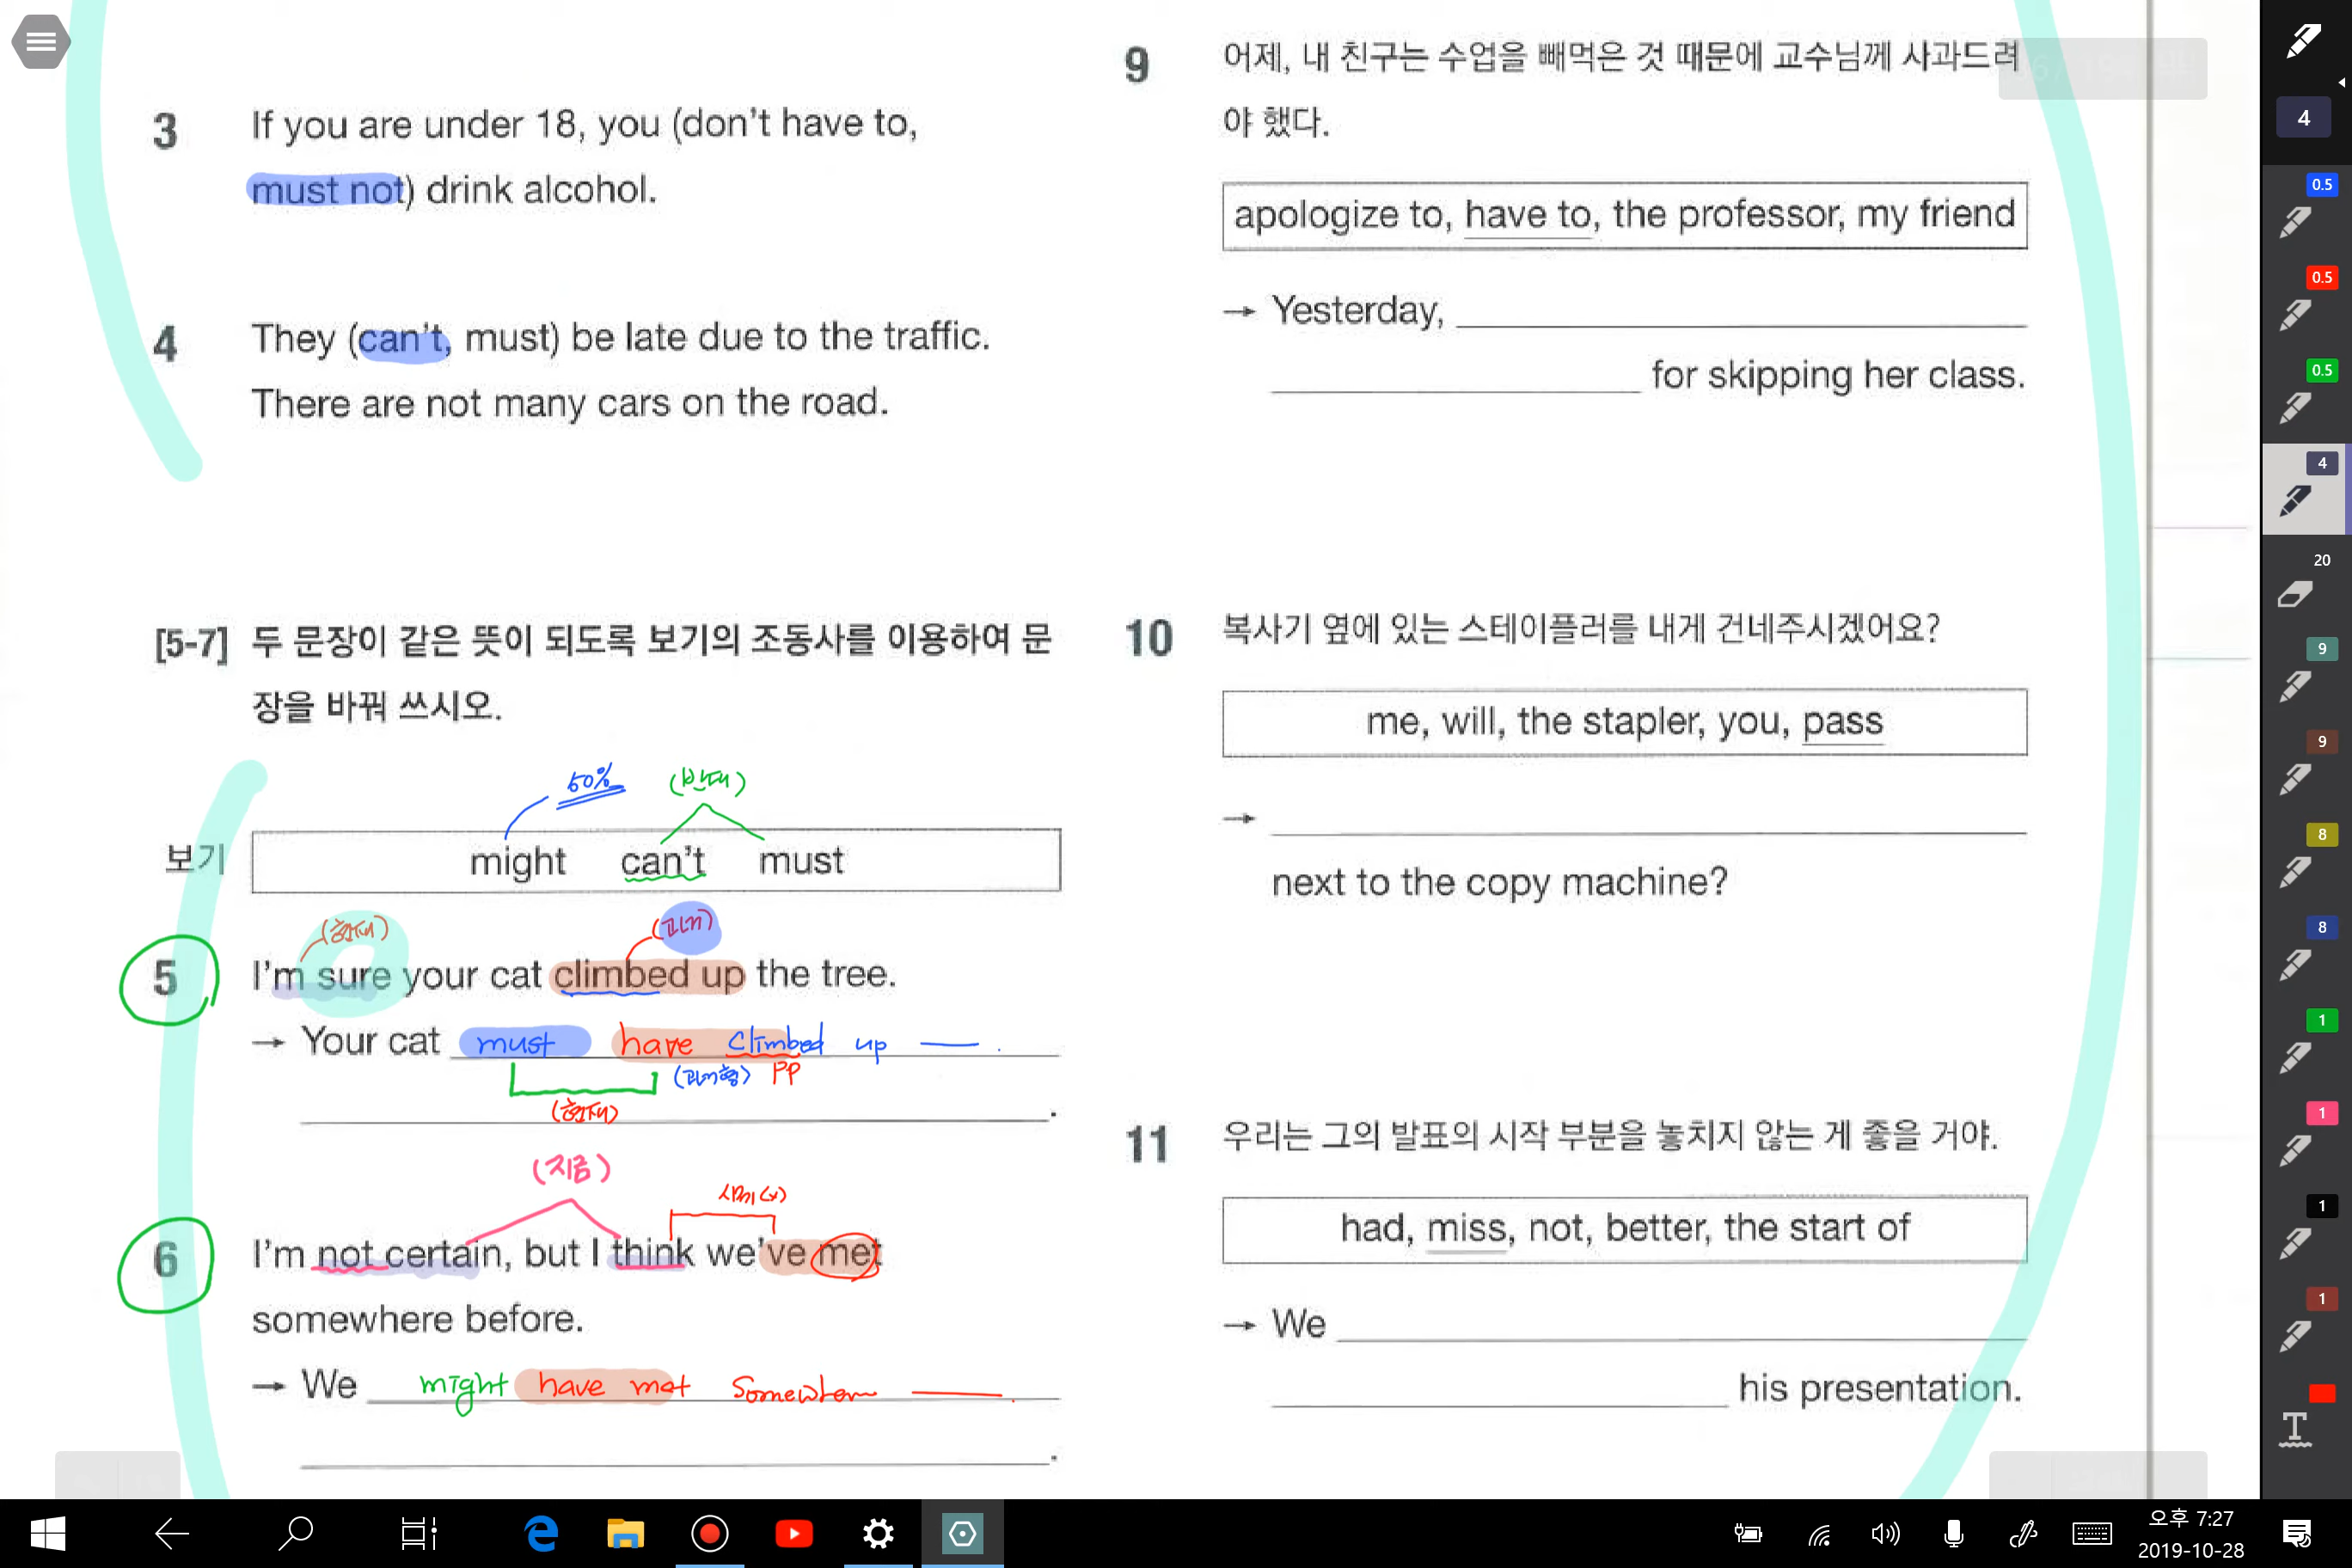 3
If you are under 18, you (don't have to,
must not) drink alcohol.
4
They (can't, must) be late due to the traffic.
There are not many cars on the road.
[5-7] 두 문장이 같은 뜻이 되도록 보기의 조동사를 이용하여 문
장을 바꿔 쓰시오.
50% (반대)
보기
might can't must
(현재) (과거)
5
I'm sure your cat climbed up the tree.
→ Your cat must have climbed up .
(과거형) PP
(현재)
.
(지금)
6
I'm not certain, but I think we've met
somewhere before.
→ We might have met
.
9
어제, 내 친구는 수업을 빼먹은 것 때문에 교수님께 사과드려
야 했다.
apologize to, have to, the professor, my friend
→ Yesterday,
for skipping her class.
10
복사기 옆에 있는 스테이플러를 내게 건네주시겠어요?
me, will, the stapler, you, pass
→
next to the copy machine?
11
우리는 그의 발표의 시작 부분을 놓치지 않는 게 좋을 거야.
had, miss, not, better, the start of
→ We
his presentation.
4
0.5
0.5
0.5
4
20
9
9
8
8
1
1
1
1
T
오후 7:27
2019-10-28